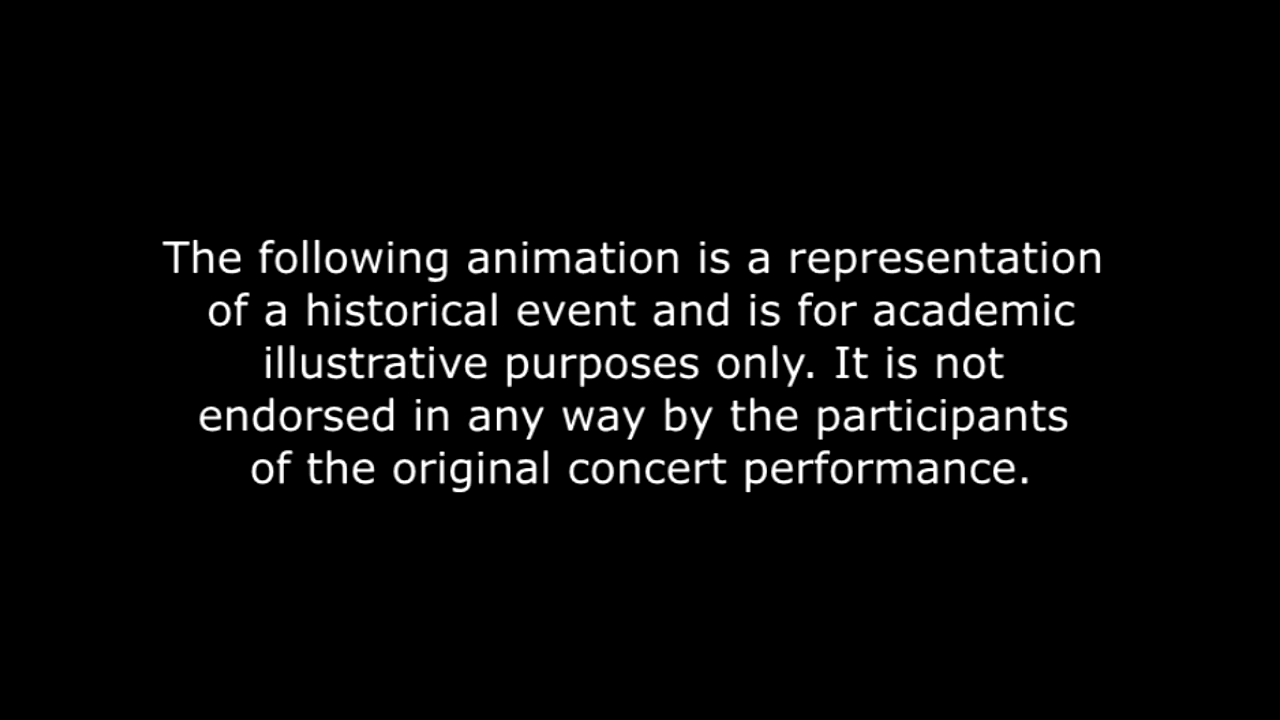 The following animation is a representation
of a historical event and is for academic
illustrative purposes only. It is not
endorsed in any way by the participants
of the original concert performance.